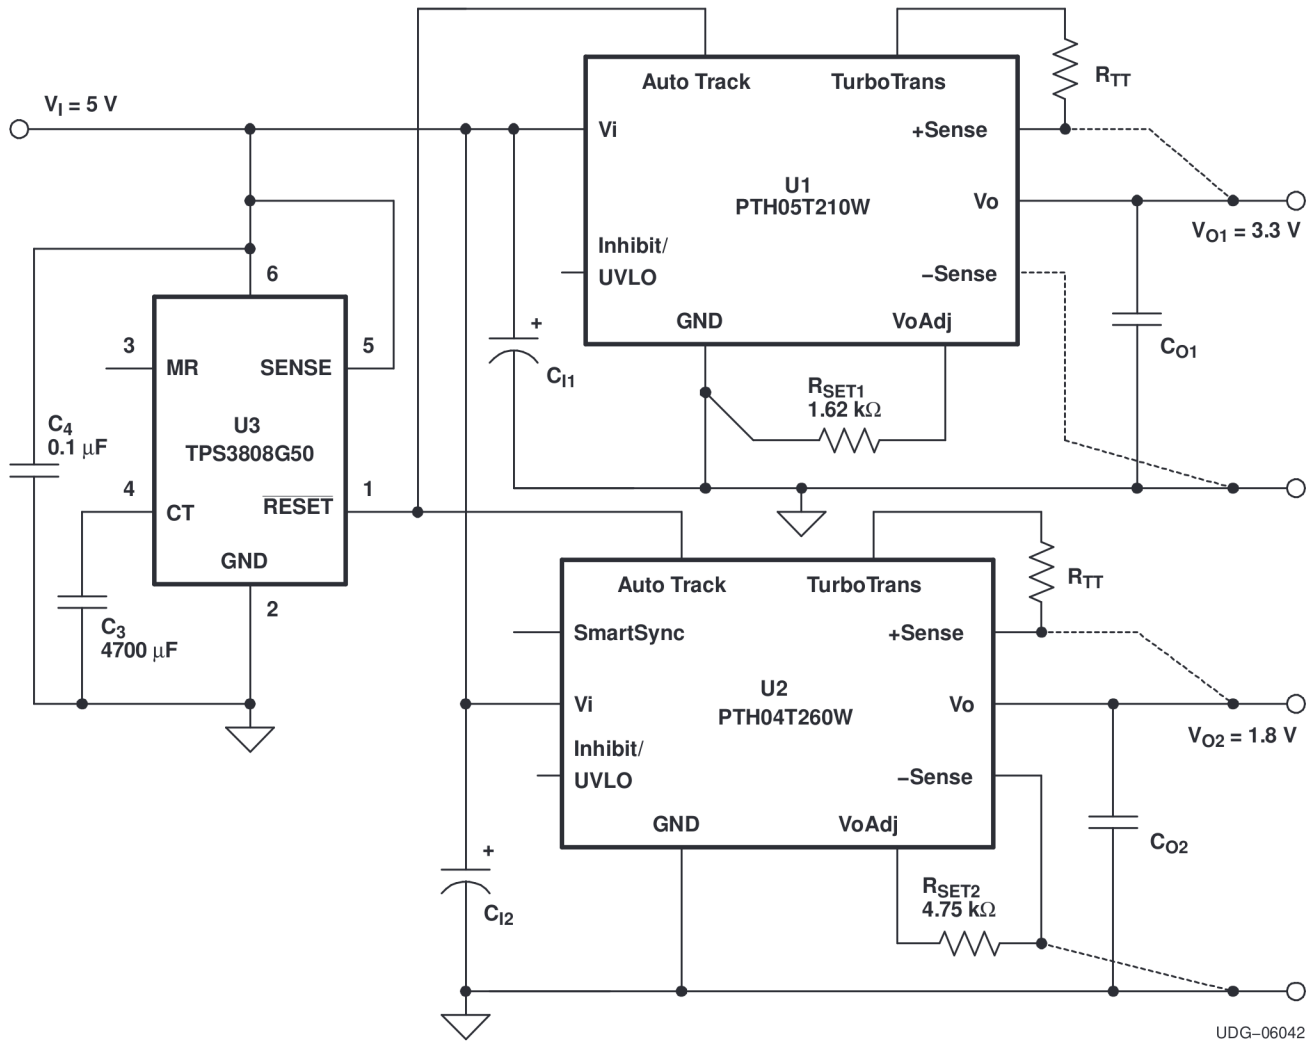 V_I = 5 V
Auto Track
TurboTrans
R_TT
Vi
+Sense
U1
PTH05T210W
Vo
V_O1 = 3.3 V
Inhibit/
UVLO
−Sense
GND
VoAdj
+
C_I1
R_SET1
1.62 kΩ
C_O1
6
3
MR
SENSE
5
U3
TPS3808G50
C_4
0.1 μF
4
CT
RESET
1
GND
2
C_3
4700 μF
Auto Track
TurboTrans
R_TT
SmartSync
+Sense
U2
PTH04T260W
Vi
Vo
V_O2 = 1.8 V
Inhibit/
UVLO
−Sense
GND
VoAdj
+
C_I2
R_SET2
4.75 kΩ
C_O2
UDG−06042